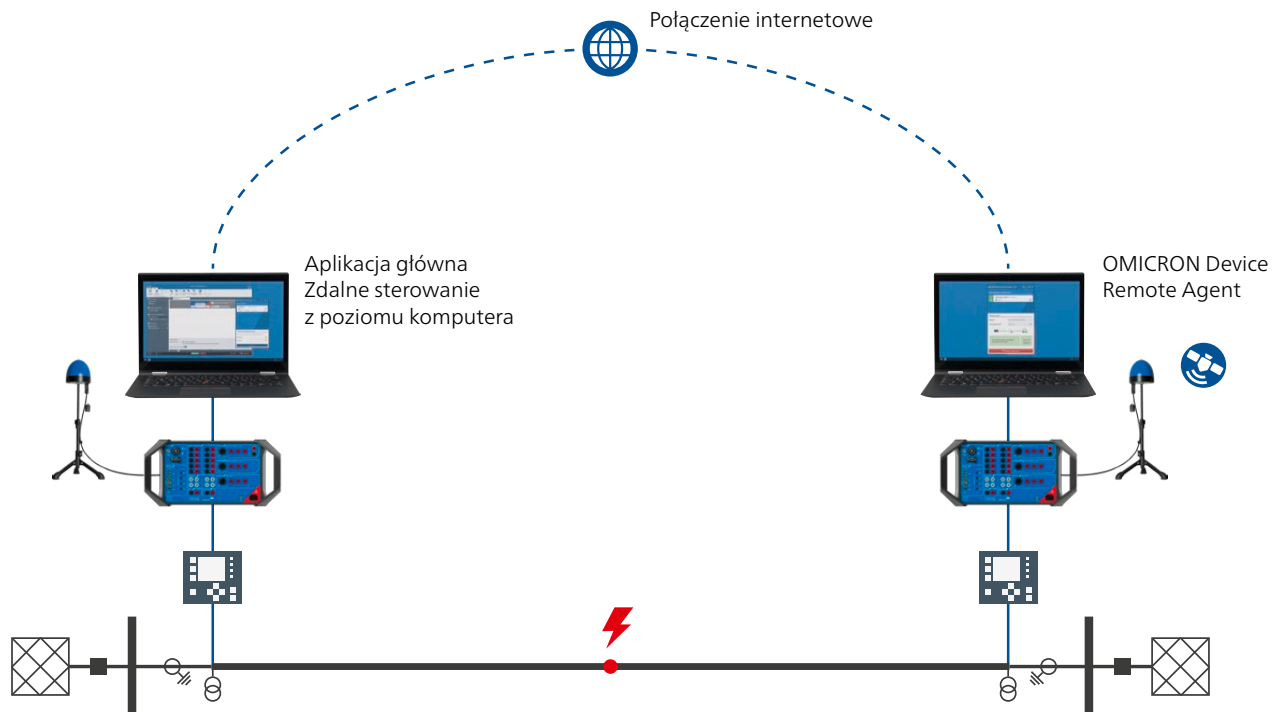 Połączenie internetowe
Aplikacja główna
Zdalne sterowanie
z poziomu komputera
OMICRON Device
Remote Agent